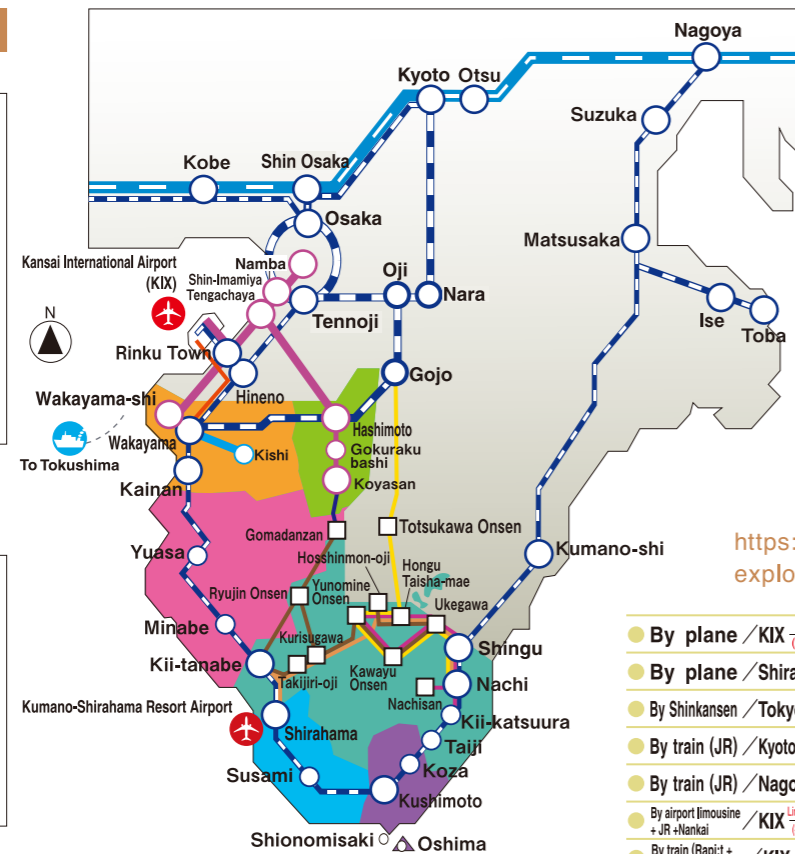 Nagoya
Kyoto Otsu
Suzuka
Kobe
Shin Osaka
Osaka
Matsusaka
Kansai International Airport
(KIX)
Namba
Shin-Imamiya
Tengachaya
Oji
Nara
Tennoji
Ise
Toba
N
Rinku Town
Hineno
Gojo
Wakayama-shi
Wakayama
Hashimoto
Kishi
Gokuraku
bashi
Koyasan
To Tokushima
Kainan
Gomadanzan
Totsukawa Onsen
Hosshinmon-oji
Kumano-shi
https:
explo
Yuasa
Ryujin Onsen
Yunomine
Onsen
Hongu
Taisha-mae
Ukegawa
Minabe
Kurisugawa
Kii-tanabe
Takijiri-oji
Kawayu
Onsen
Shingu
Nachisan
Nachi
Kumano-Shirahama Resort Airport
Shirahama
Kii-katsuura
Taiji
Susami
Koza
Kushimoto
Shionomisaki
Oshima
By plane / KIX
By plane / Shira
By Shinkansen / Toky
By train (JR) / Kyoto
By train (JR) / Nago
By airport limousine
+ JR +Nankai / KIX
By train (Rapi:t +